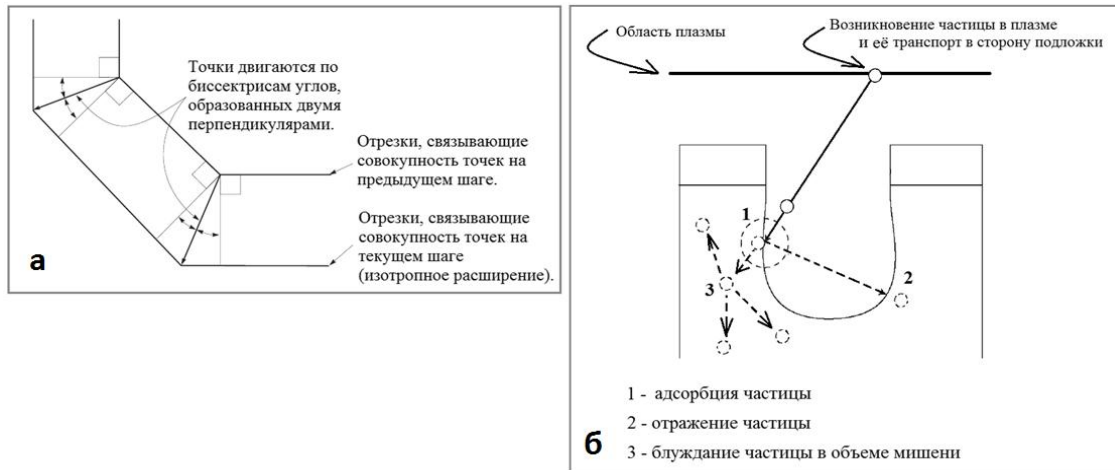 Точки двигаются по
биссектрисам углов,
образованных двумя
перпендикулярами.
Отрезки, связывающие
совокупность точек на
предыдущем шаге.
Отрезки, связывающие
совокупность точек на
текущем шаге
(изотропное расширение).
а
Область плазмы
Возникновение частицы в плазме
и её транспорт в сторону подложки
1
2
3
1 - адсорбция частицы
2 - отражение частицы
3 - блуждание частицы в объеме мишени
б